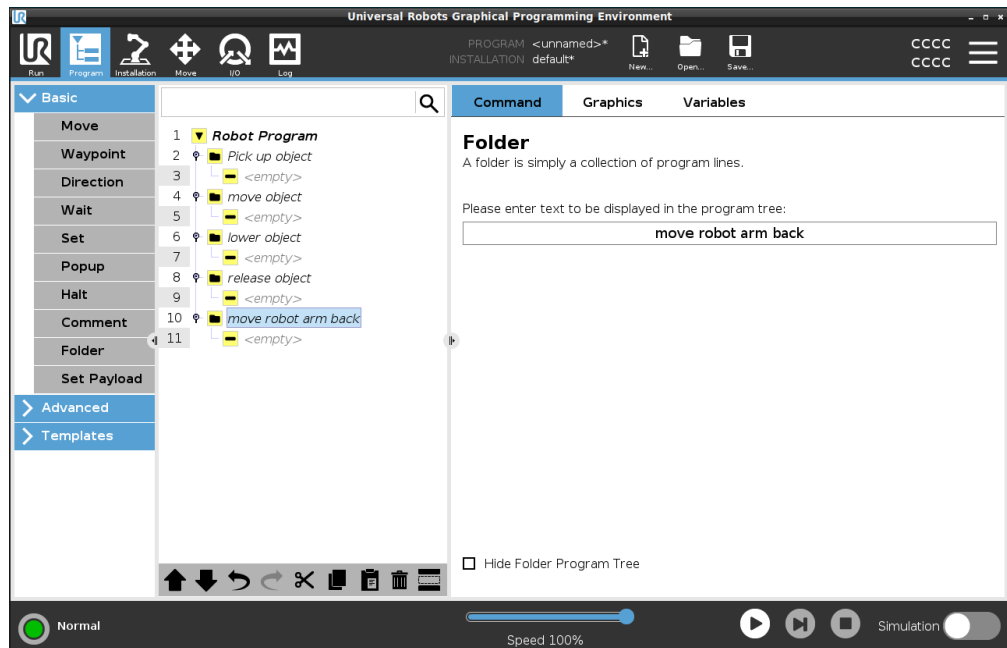 Universal Robots Graphical Programming Environment
UR
Run
Program
Installation
Move
I/O
Log
PROGRAM <unnamed>*
INSTALLATION default*
New...
Open...
Save...
CCCC
CCCC
Basic
Move
Waypoint
Direction
Wait
Set
Popup
Halt
Comment
Folder
Set Payload
Advanced
Templates
1 Robot Program
2 Pick up object
3 <empty>
4 move object
5 <empty>
6 lower object
7 <empty>
8 release object
9 <empty>
10 move robot arm back
11 <empty>
Command Graphics Variables
Folder
A folder is simply a collection of program lines.
Please enter text to be displayed in the program tree:
move robot arm back
Hide Folder Program Tree
Normal
Speed 100%
Simulation